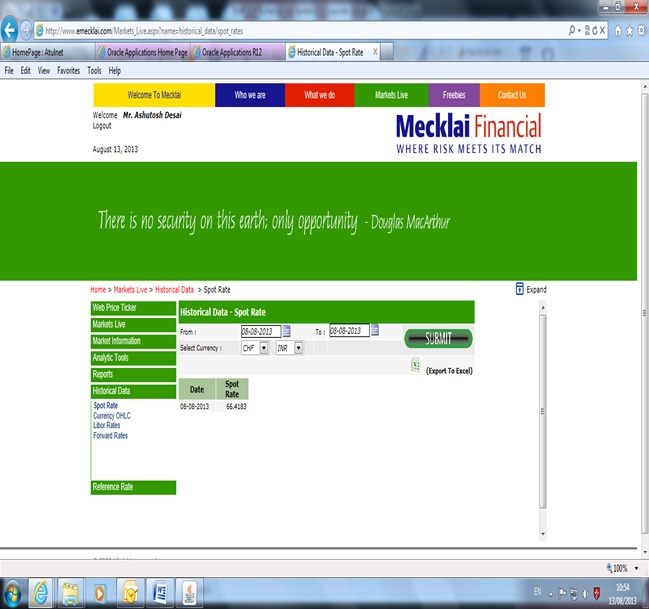 http://www.emecklai.com/Markets_Live.aspx?name=historical_data/spot_rates
HomePage : Atulnet
Oracle Applications Home Page
Oracle Applications R12
Historical Data - Spot Rate
File Edit View Favorites Tools Help
Welcome To Mecklai Who we are What we do Markets Live Freebies Contact Us
Welcome Mr. Ashutosh Desai
Logout
August 13, 2013
Mecklai Financial
WHERE RISK MEETS ITS MATCH
There is no security on this earth; only opportunity - Douglas MacArthur
Home > Markets Live > Historical Data > Spot Rate
Expand
Web Price Ticker
Markets Live
Market Information
Analytic Tools
Reports
Historical Data
Spot Rate
Currency OHLC
Libor Rates
Forward Rates
Reference Rate
Historical Data - Spot Rate
From : 08-08-2013 To : 08-08-2013
Select Currency : CHF INR
SUBMIT
(Export To Excel)
Date Spot Rate
08-08-2013 66.4183
100%
EN
10:54
13/08/2013